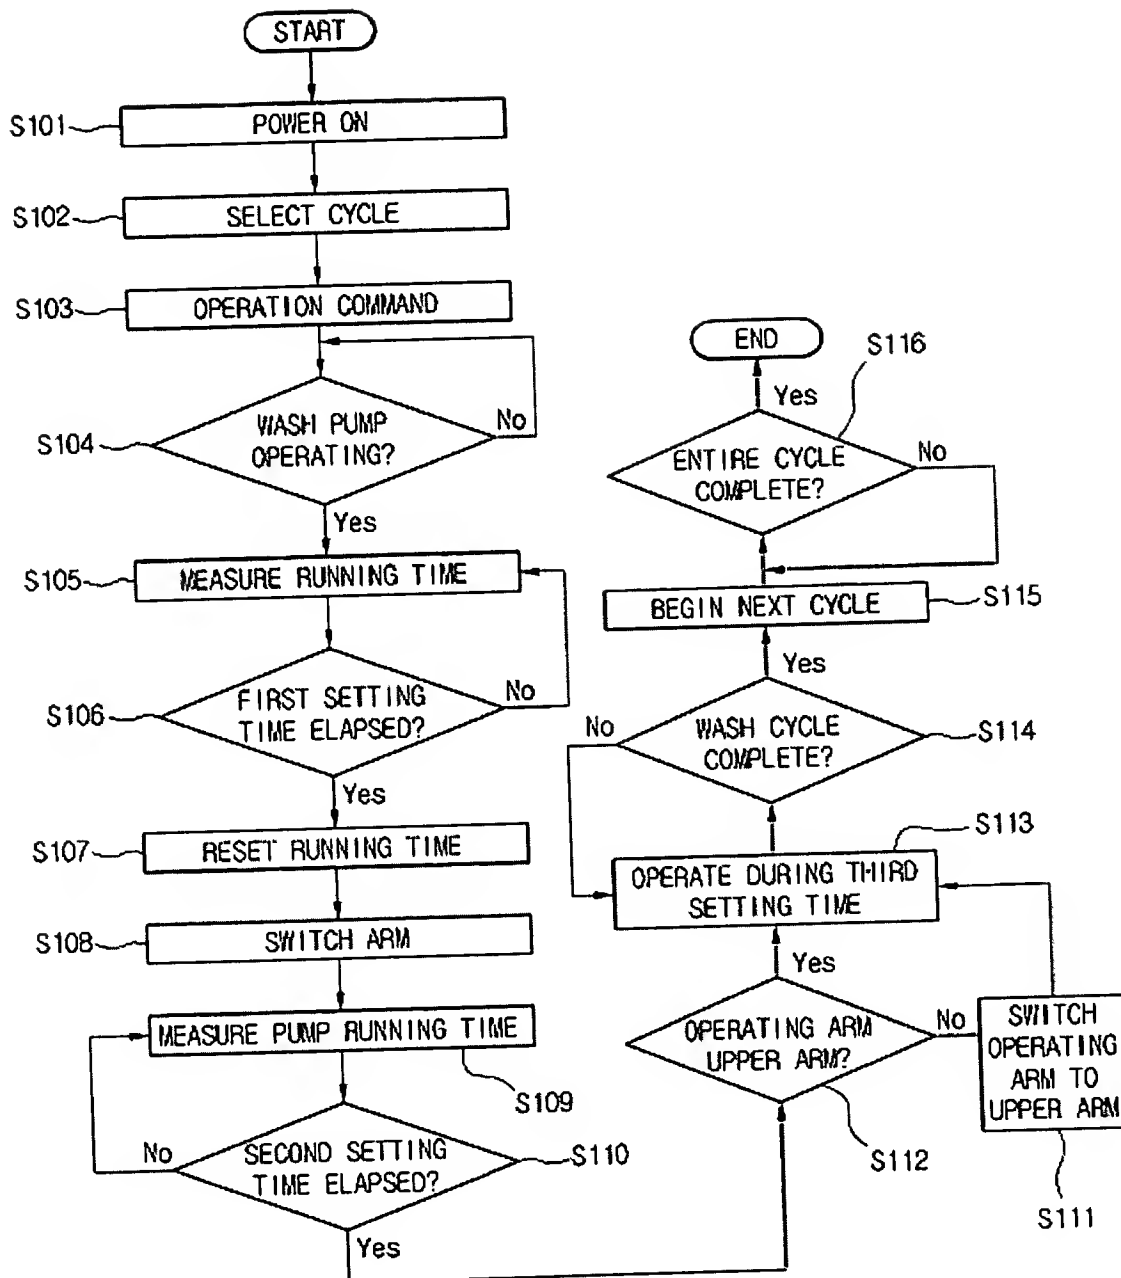 START
S101
POWER ON
S102
SELECT CYCLE
S103
OPERATION COMMAND
S104
WASH PUMP
OPERATING?
No
Yes
S105
MEASURE RUNNING TIME
S106
FIRST SETTING
TIME ELAPSED?
No
Yes
S107
RESET RUNNING TIME
S108
SWITCH ARM
MEASURE PUMP RUNNING TIME
S109
No
SECOND SETTING
TIME ELAPSED?
S110
Yes
OPERATING ARM
UPPER ARM?
S112
No
SWITCH
OPERATING
ARM TO
UPPER ARM
S111
Yes
OPERATE DURING THIRD
SETTING TIME
S113
No
WASH CYCLE
COMPLETE?
S114
Yes
BEGIN NEXT CYCLE
S115
ENTIRE CYCLE
COMPLETE?
No
S116
Yes
END